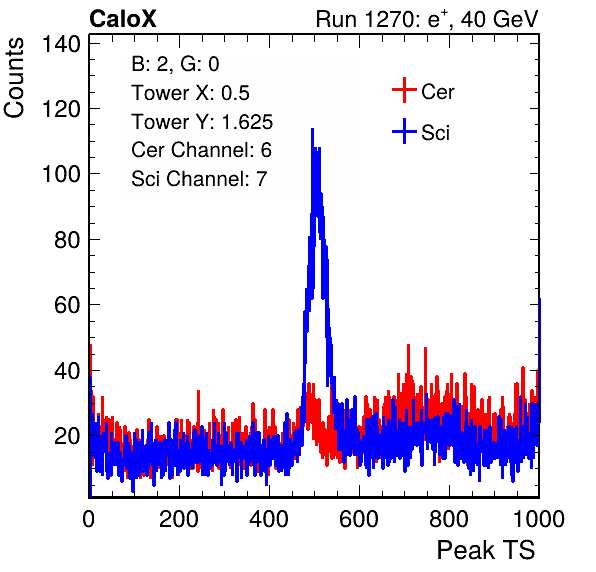 CaloX Run 1270: e⁺, 40 GeV
B: 2, G: 0
Tower X: 0.5
Tower Y: 1.625
Cer Channel: 6
Sci Channel: 7
Cer
Sci
Counts
140
120
100
80
60
40
20
0 200 400 600 800 1000
Peak TS